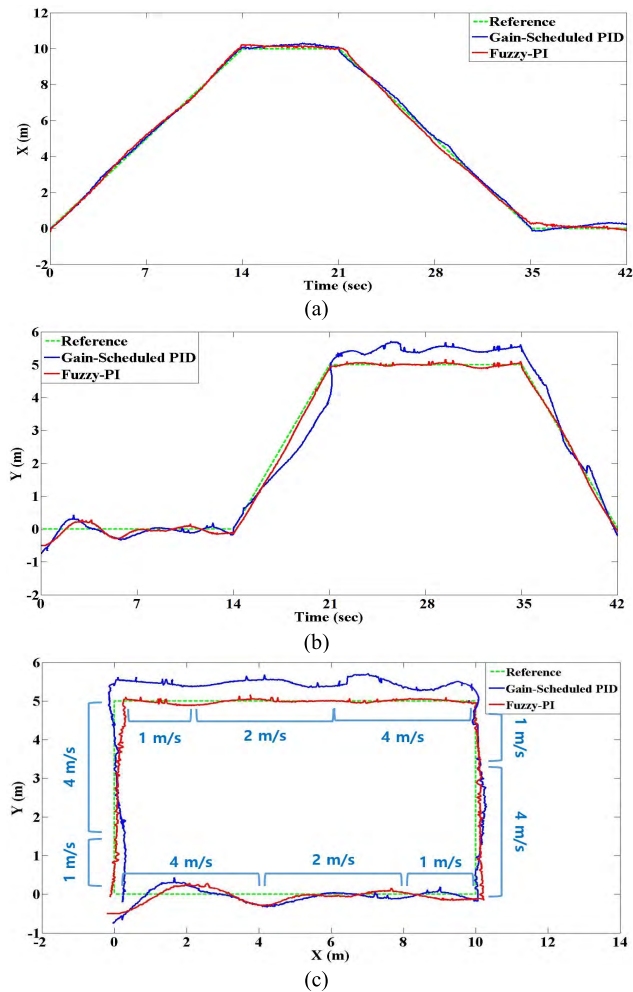 12
10
8
6
4
2
0
-2
X (m)
Reference
Gain-Scheduled PID
Fuzzy-PI
0 7 14 21 28 35 42
Time (sec)
(a)
6
5
4
3
2
1
0
-1
-2
Y (m)
Reference
Gain-Scheduled PID
Fuzzy-PI
0 7 14 21 28 35 42
Time (sec)
(b)
6
5
4
3
2
1
0
-1
Y (m)
Reference
Gain-Scheduled PID
Fuzzy-PI
1 m/s 2 m/s 4 m/s
4 m/s
1 m/s
1 m/s
4 m/s
4 m/s 2 m/s 1 m/s
-2 0 2 4 6 8 10 12 14
X (m)
(c)